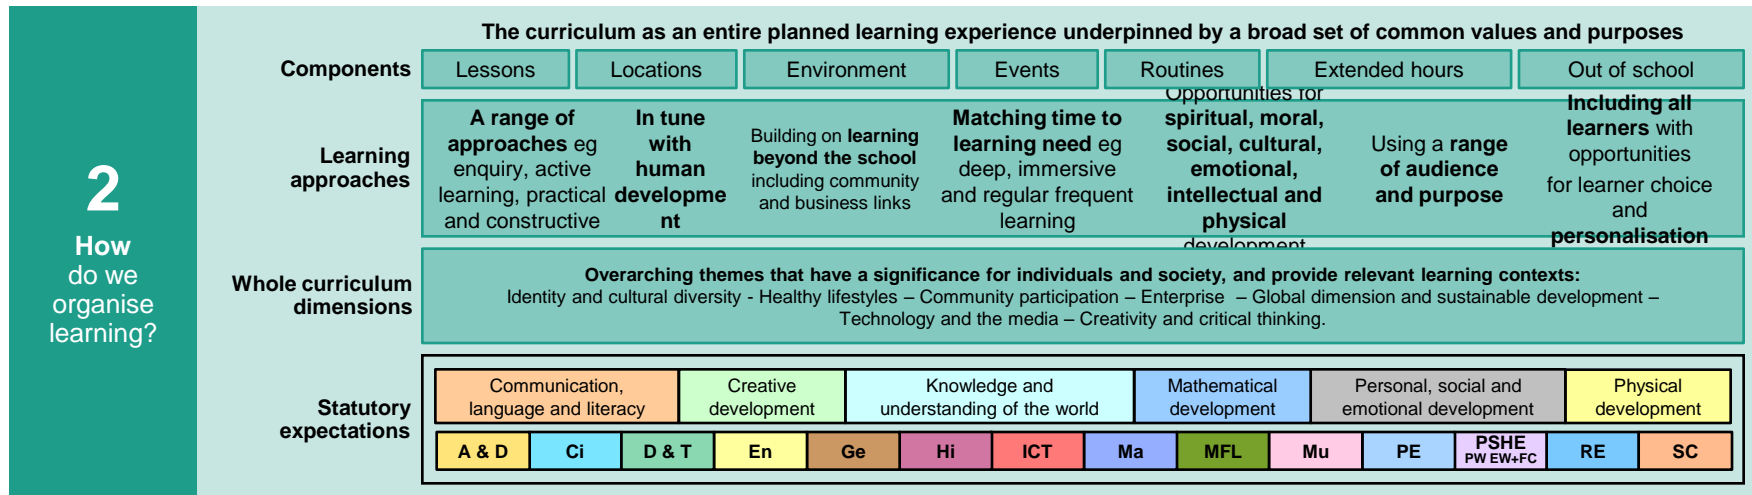 2
How
do we
organise
learning?
The curriculum as an entire planned learning experience underpinned by a broad set of common values and purposes
Components
Lessons
Locations
Environment
Events
Routines
Extended hours
Out of school
Learning
approaches
A range of
approaches eg
enquiry, active
learning, practical
and constructive
In tune
with
human
developme
nt
Building on learning
beyond the school
including community
and business links
Matching time to
learning need eg
deep, immersive
and regular frequent
learning
Opportunities for
spiritual, moral,
social, cultural,
emotional,
intellectual and
physical
development
Using a range
of audience
and purpose
Including all
learners with
opportunities
for learner choice
and
personalisation
Whole curriculum
dimensions
Overarching themes that have a significance for individuals and society, and provide relevant learning contexts:
Identity and cultural diversity - Healthy lifestyles – Community participation – Enterprise – Global dimension and sustainable development –
Technology and the media – Creativity and critical thinking.
Statutory
expectations
Communication,
language and literacy
Creative
development
Knowledge and
understanding of the world
Mathematical
development
Personal, social and
emotional development
Physical
development
A & D
Ci
D & T
En
Ge
Hi
ICT
Ma
MFL
Mu
PE
PSHE
PW EW+FC
RE
SC